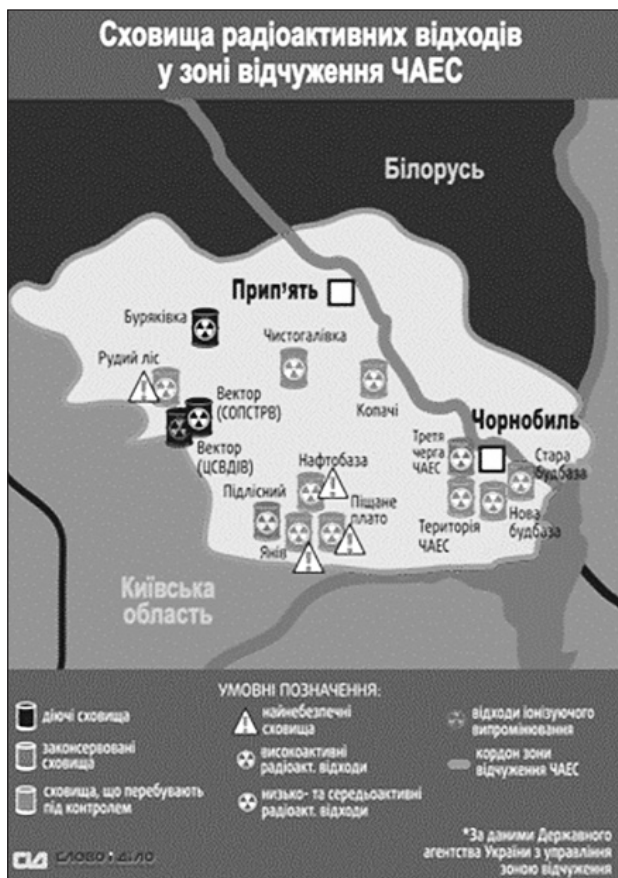 Сховища радіоактивних відходів
у зоні відчуження ЧАЕС
Білорусь
Прип'ять
Буряківка
Чистогалівка
Рудий ліс
Вектор
(СОПСТРВ)
Копачі
Чорнобиль
Вектор
(ЦСВДІВ)
Третя
черга
ЧАЕС
Стара
будбаза
Нафтобаза
Підлісний
Піщане
плато
Янів
Територія
ЧАЕС
Нова
будбаза
Київська
область
УМОВНІ ПОЗНАЧЕННЯ:
діючі сховища
законсервовані
сховища
сховища, що перебувають
під контролем
найнебезпечні
сховища
високоактивні
радіоакт. відходи
низько- та середьоактивні
радіоакт. відходи
відходи іонізуючого
випромінювання
кордон зони
відчуження ЧАЕС
*За даними Державного
агентства України з управління
зоною відчуження
СІД СЛОВО І ДІЛО